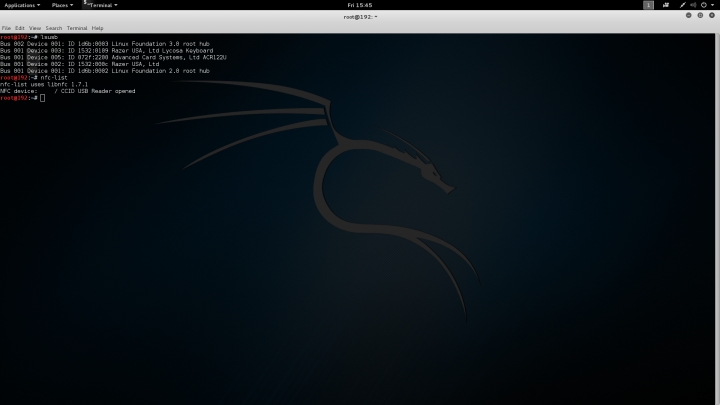 Applications Places Terminal Fri 15:45 1
root@192: ~
File Edit View Search Terminal Help
root@192:~# lsusb
Bus 002 Device 001: ID 1d6b:0003 Linux Foundation 3.0 root hub
Bus 001 Device 003: ID 1532:0109 Razer USA, Ltd Lycosa Keyboard
Bus 001 Device 005: ID 072f:2200 Advanced Card Systems, Ltd ACR122U
Bus 001 Device 002: ID 1532:000c Razer USA, Ltd
Bus 001 Device 001: ID 1d6b:0002 Linux Foundation 2.0 root hub
root@192:~# nfc-list
nfc-list uses libnfc 1.7.1
NFC device: / CCID USB Reader opened
root@192:~#